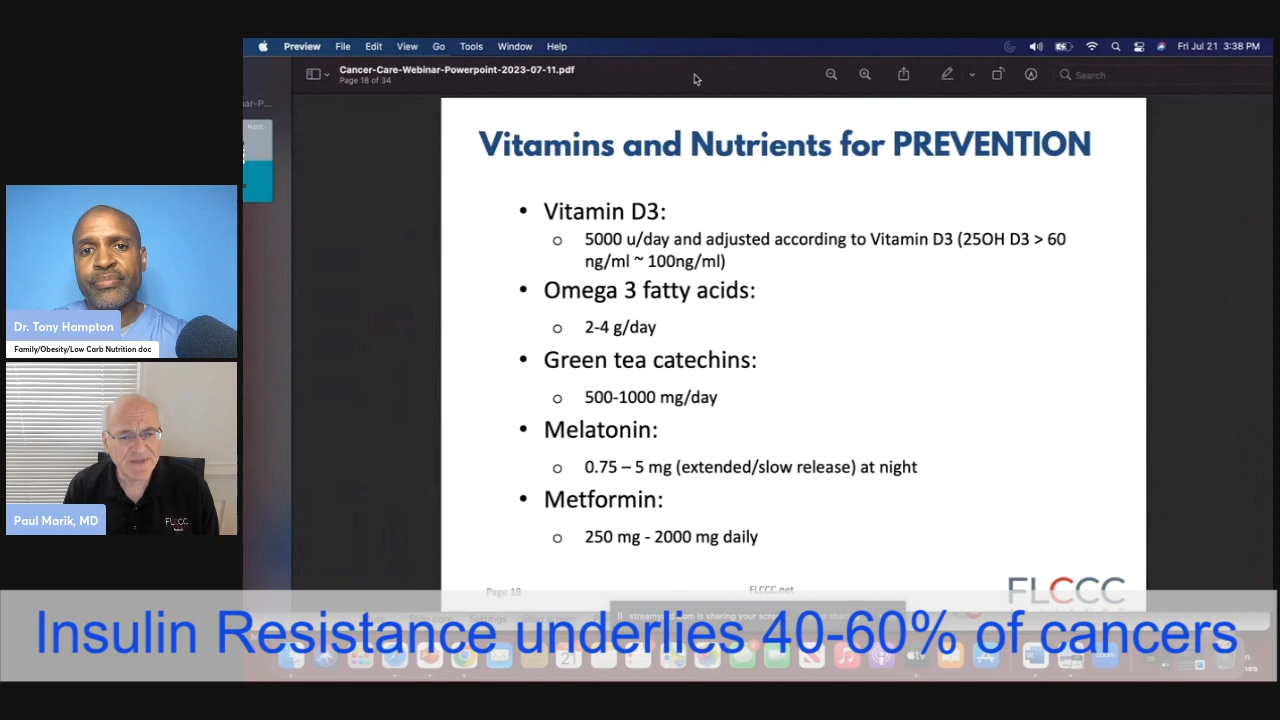 Preview File Edit View Go Tools Window Help
Fri Jul 21 3:38 PM
Cancer-Care-Webinar-Powerpoint-2023-07-11.pdf
Page 18 of 34
Search
Vitamins and Nutrients for PREVENTION
• Vitamin D3:
o 5000 u/day and adjusted according to Vitamin D3 (25OH D3 > 60
ng/ml ~ 100ng/ml)
• Omega 3 fatty acids:
o 2-4 g/day
• Green tea catechins:
o 500-1000 mg/day
• Melatonin:
o 0.75 – 5 mg (extended/slow release) at night
• Metformin:
o 250 mg - 2000 mg daily
Page 18
FLCCC.net
FLCCC
Dr. Tony Hampton
Family/Obesity/Low Carb Nutrition doc
FLCCC
Paul Marik, MD
Insulin Resistance underlies 40-60% of cancers